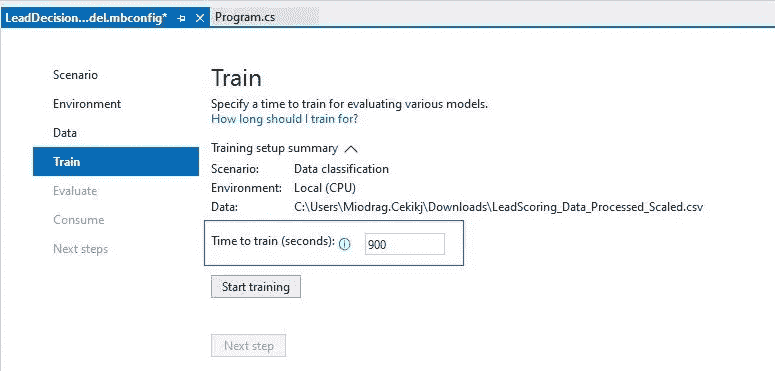 LeadDecision...del.mbconfig* Program.cs
Scenario
Environment
Data
Train
Evaluate
Consume
Next steps
Train
Specify a time to train for evaluating various models.
How long should I train for?
Training setup summary
Scenario: Data classification
Environment: Local (CPU)
Data: C:\Users\Miodrag.Cekikj\Downloads\LeadScoring_Data_Processed_Scaled.csv
Time to train (seconds): 900
Start training
Next step